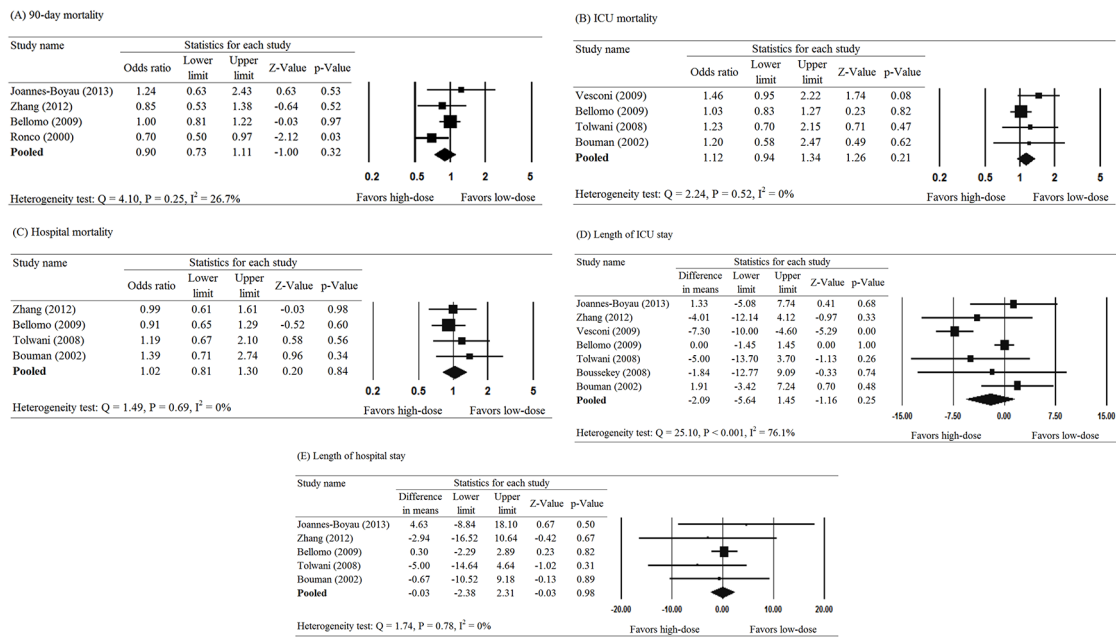 (A) 90-day mortality
Study name Statistics for each study
Odds ratio Lower limit Upper limit Z-Value p-Value
Joannes-Boyau (2013) 1.24 0.63 2.43 0.63 0.53
Zhang (2012) 0.85 0.53 1.38 -0.64 0.52
Bellomo (2009) 1.00 0.81 1.22 -0.03 0.97
Ronco (2000) 0.70 0.50 0.97 -2.12 0.03
Pooled 0.90 0.73 1.11 -1.00 0.32
0.2 0.5 1 2 5
Heterogeneity test: Q = 4.10, P = 0.25, I² = 26.7% Favors high-dose Favors low-dose
(B) ICU mortality
Study name Statistics for each study
Odds ratio Lower limit Upper limit Z-Value p-Value
Vesconi (2009) 1.46 0.95 2.22 1.74 0.08
Bellomo (2009) 1.03 0.83 1.27 0.23 0.82
Tolwani (2008) 1.23 0.70 2.15 0.71 0.47
Bouman (2002) 1.20 0.58 2.47 0.49 0.62
Pooled 1.12 0.94 1.34 1.26 0.21
0.2 0.5 1 2 5
Heterogeneity test: Q = 2.24, P = 0.52, I² = 0% Favors high-dose Favors low-dose
(C) Hospital mortality
Study name Statistics for each study
Odds ratio Lower limit Upper limit Z-Value p-Value
Zhang (2012) 0.99 0.61 1.61 -0.03 0.98
Bellomo (2009) 0.91 0.65 1.29 -0.52 0.60
Tolwani (2008) 1.19 0.67 2.10 0.58 0.56
Bouman (2002) 1.39 0.71 2.74 0.96 0.34
Pooled 1.02 0.81 1.30 0.20 0.84
0.2 0.5 1 2 5
Heterogeneity test: Q = 1.49, P = 0.69, I² = 0% Favors high-dose Favors low-dose
(D) Length of ICU stay
Study name Statistics for each study
Difference in means Lower limit Upper limit Z-Value p-Value
Joannes-Boyau (2013) 1.33 -5.08 7.74 0.41 0.68
Zhang (2012) -4.01 -12.14 4.12 -0.97 0.33
Vesconi (2009) -7.30 -10.00 -4.60 -5.29 0.00
Bellomo (2009) 0.00 -1.45 1.45 0.00 1.00
Tolwani (2008) -5.00 -13.70 3.70 -1.13 0.26
Boussekey (2008) -1.84 -12.77 9.09 -0.33 0.74
Bouman (2002) 1.91 -3.42 7.24 0.70 0.48
Pooled -2.09 -5.64 1.45 -1.16 0.25
-15.00 -7.50 0.00 7.50 15.00
Heterogeneity test: Q = 25.10, P < 0.001, I² = 76.1% Favors high-dose Favors low-dose
(E) Length of hospital stay
Study name Statistics for each study
Difference in means Lower limit Upper limit Z-Value p-Value
Joannes-Boyau (2013) 4.63 -8.84 18.10 0.67 0.50
Zhang (2012) -2.94 -16.52 10.64 -0.42 0.67
Bellomo (2009) 0.30 -2.29 2.89 0.23 0.82
Tolwani (2008) -5.00 -14.64 4.64 -1.02 0.31
Bouman (2002) -0.67 -10.52 9.18 -0.13 0.89
Pooled -0.03 -2.38 2.31 -0.03 0.98
-20.00 -10.00 0.00 10.00 20.00
Heterogeneity test: Q = 1.74, P = 0.78, I² = 0% Favors high-dose Favors low-dose